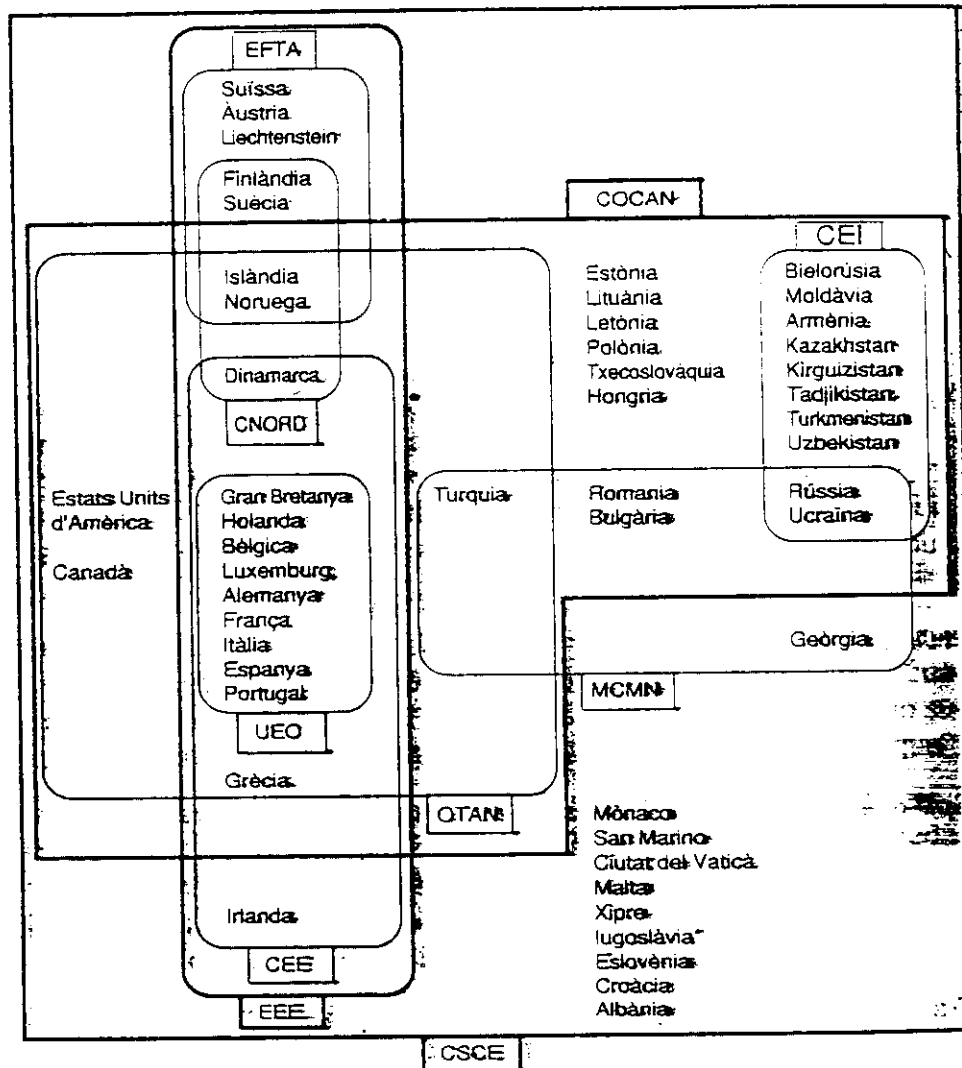 EFTA
Suïssa
Àustria
Liechtenstein
Finlàndia
Suècia
COCAN
CEI
Islàndia
Noruega
Estònia
Lituània
Letònia
Polònia
Txecoslovàquia
Hongria
Bielorúsia
Moldàvia
Armènia
Kazakhstan
Kirguizistan
Tadjikistan
Turkmenistan
Uzbekistan
Dinamarca
CNORD
Estats Units
d'Amèrica
Canadà
Gran Bretanya
Holanda
Bèlgica
Luxemburg
Alemanya
França
Itàlia
Espanya
Portugal
UEO
Turquia
Romania
Bulgària
Rússia
Ucraïna
Geòrgia
MCMN
Grècia
OTAN
Mònaco
San Marino
Ciutat del Vaticà
Malta
Xipre
Iugoslàvia*
Eslovènia
Croàcia
Albània
Irlanda
CEE
EEE
CSCE